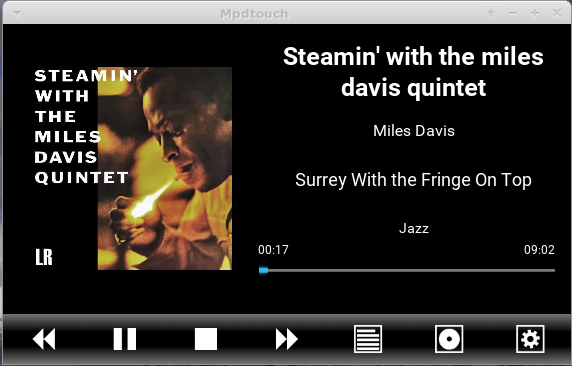 Mpdtouch
STEAMIN'
WITH
THE
MILES
DAVIS
QUINTET
LR
Steamin' with the miles
davis quintet
Miles Davis
Surrey With the Fringe On Top
Jazz
00:17 09:02